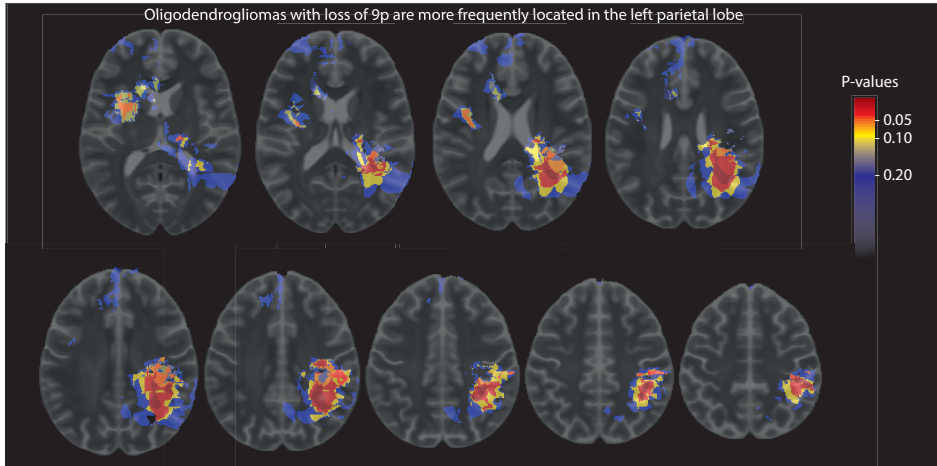 Oligodendrogliomas with loss of 9p are more frequently located in the left parietal lobe
P-values
0.05
0.10
0.20